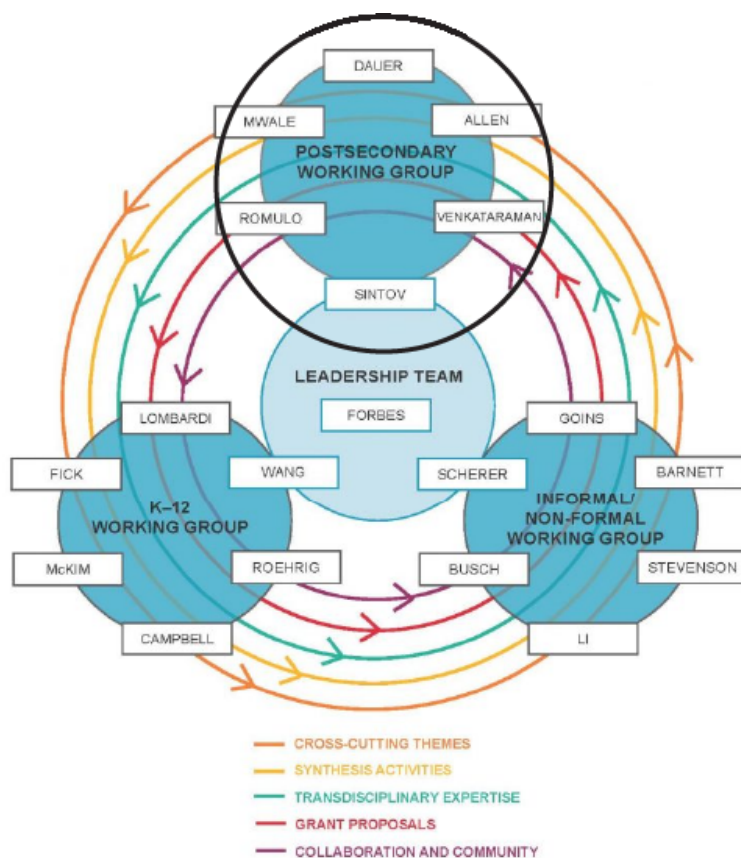 DAUER
MWALE
ALLEN
POSTSECONDARY
WORKING GROUP
ROMULO
VENKATARAMAN
SINTOV
LEADERSHIP TEAM
FORBES
LOMBARDI
GOINS
FICK
WANG
SCHERER
BARNETT
K–12
WORKING GROUP
INFORMAL/
NON-FORMAL
WORKING GROUP
McKIM
ROEHRIG
BUSCH
STEVENSON
CAMPBELL
LI
CROSS-CUTTING THEMES
SYNTHESIS ACTIVITIES
TRANSDISCIPLINARY EXPERTISE
GRANT PROPOSALS
COLLABORATION AND COMMUNITY